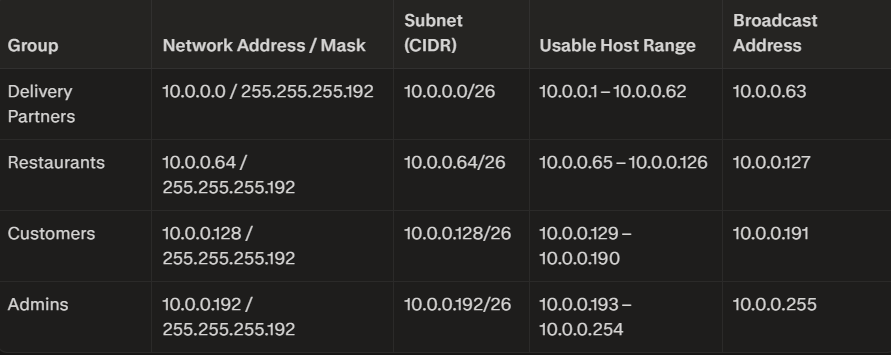 Group Network Address / Mask Subnet (CIDR) Usable Host Range Broadcast Address
Delivery Partners 10.0.0.0 / 255.255.255.192 10.0.0.0/26 10.0.0.1 – 10.0.0.62 10.0.0.63
Restaurants 10.0.0.64 / 255.255.255.192 10.0.0.64/26 10.0.0.65 – 10.0.0.126 10.0.0.127
Customers 10.0.0.128 / 255.255.255.192 10.0.0.128/26 10.0.0.129 – 10.0.0.190 10.0.0.191
Admins 10.0.0.192 / 255.255.255.192 10.0.0.192/26 10.0.0.193 – 10.0.0.254 10.0.0.255